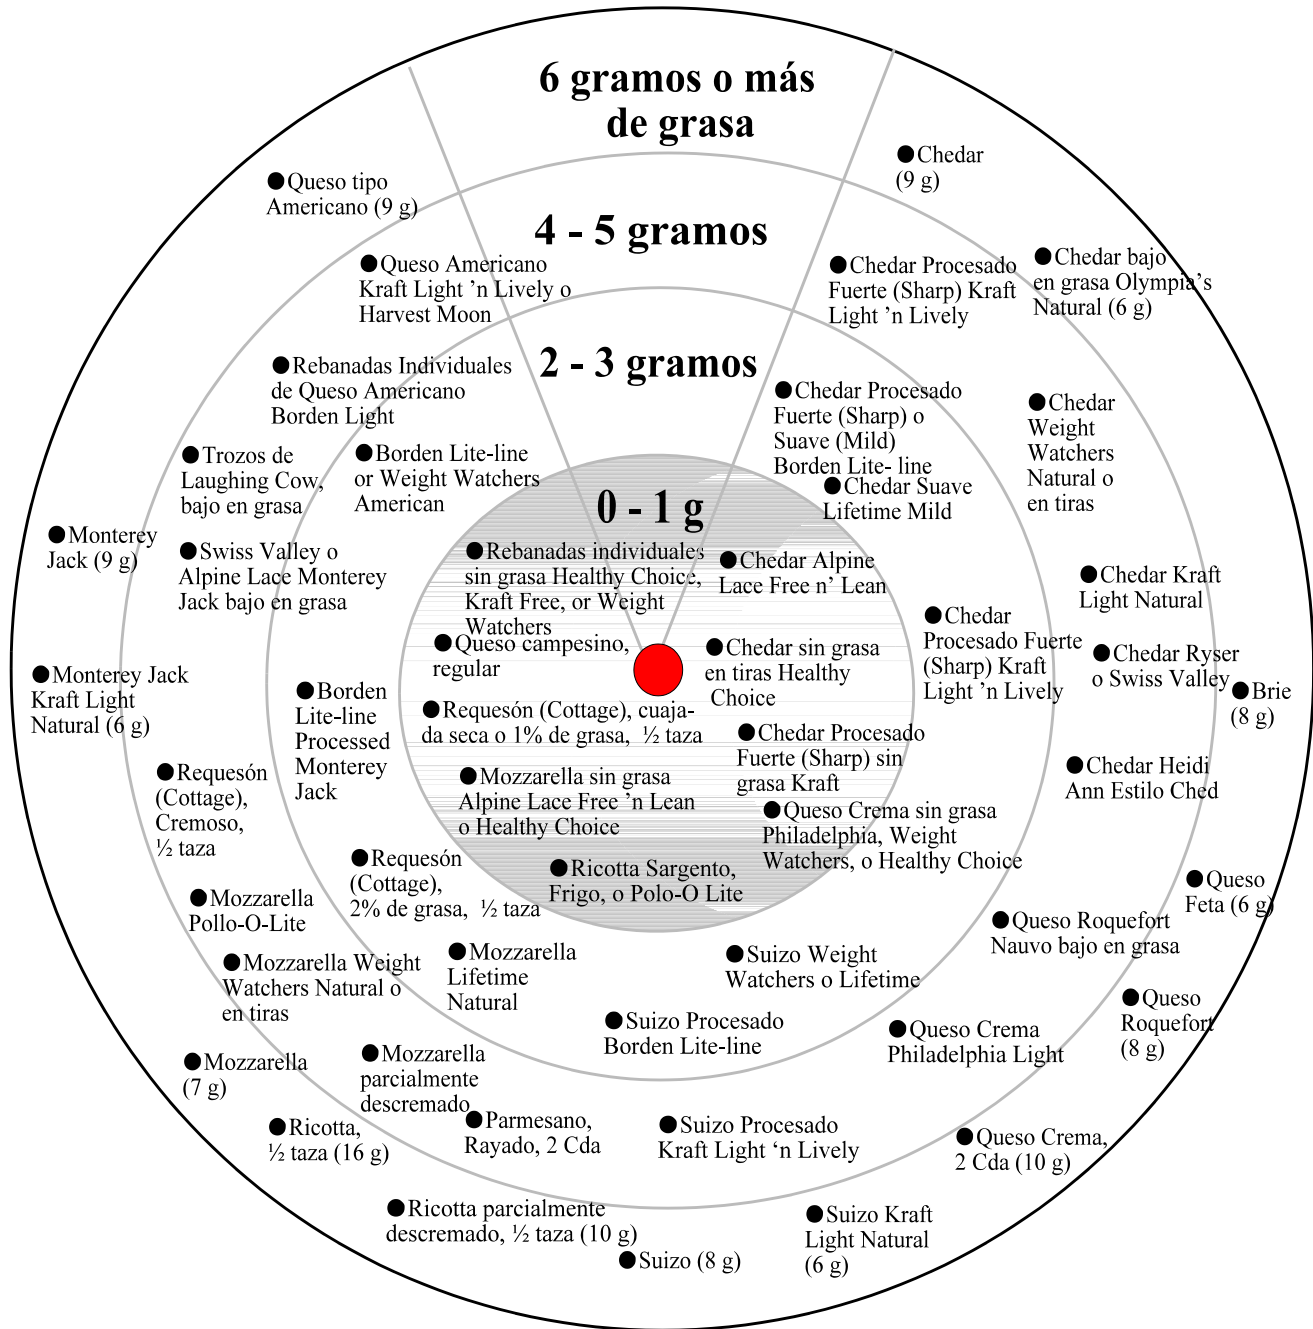 6 gramos o más
de grasa
4 - 5 gramos
2 - 3 gramos
0 - 1 g
Queso tipo
Americano (9 g)
Queso Americano
Kraft Light ’n Lively o
Harvest Moon
Rebanadas Individuales
de Queso Americano
Borden Light
Trozos de
Laughing Cow,
bajo en grasa
Borden Lite-line
or Weight Watchers
American
Monterey
Jack (9 g)
Swiss Valley o
Alpine Lace Monterey
Jack bajo en grasa
Monterey Jack
Kraft Light
Natural (6 g)
Borden
Lite-line
Processed
Monterey
Jack
Requesón
(Cottage),
Cremoso,
½ taza
Requesón
(Cottage),
2% de grasa, ½ taza
Mozzarella
Pollo-O-Lite
Mozzarella Weight
Watchers Natural o
en tiras
Mozzarella
Lifetime
Natural
Mozzarella
(7 g)
Mozzarella
parcialmente
descremado
Ricotta,
½ taza (16 g)
Parmesano,
Rayado, 2 Cda
Ricotta parcialmente
descremado, ½ taza (10 g)
Suizo (8 g)
Rebanadas individuales
sin grasa Healthy Choice,
Kraft Free, or Weight
Watchers
Queso campesino,
regular
Requesón (Cottage), cuaja-
da seca o 1% de grasa, ½ taza
Mozzarella sin grasa
Alpine Lace Free ’n Lean
o Healthy Choice
Ricotta Sargento,
Frigo, o Polo-O Lite
Chedar Alpine
Lace Free n’ Lean
Chedar sin grasa
en tiras Healthy
Choice
Chedar Procesado
Fuerte (Sharp) sin
grasa Kraft
Queso Crema sin grasa
Philadelphia, Weight
Watchers, o Healthy Choice
Chedar
(9 g)
Chedar bajo
en grasa Olympia’s
Natural (6 g)
Chedar Procesado
Fuerte (Sharp) Kraft
Light ’n Lively
Chedar Procesado
Fuerte (Sharp) o
Suave (Mild)
Borden Lite- line
Chedar Suave
Lifetime Mild
Chedar
Weight
Watchers
Natural o
en tiras
Chedar Kraft
Light Natural
Chedar
Procesado Fuerte
(Sharp) Kraft
Light ’n Lively
Chedar Ryser
o Swiss Valley
Brie
(8 g)
Chedar Heidi
Ann Estilo Ched
Queso
Feta (6 g)
Queso Roquefort
Nauvo bajo en grasa
Queso
Roquefort
(8 g)
Suizo Weight
Watchers o Lifetime
Suizo Procesado
Borden Lite-line
Queso Crema
Philadelphia Light
Suizo Procesado
Kraft Light ‘n Lively
Queso Crema,
2 Cda (10 g)
Suizo Kraft
Light Natural
(6 g)